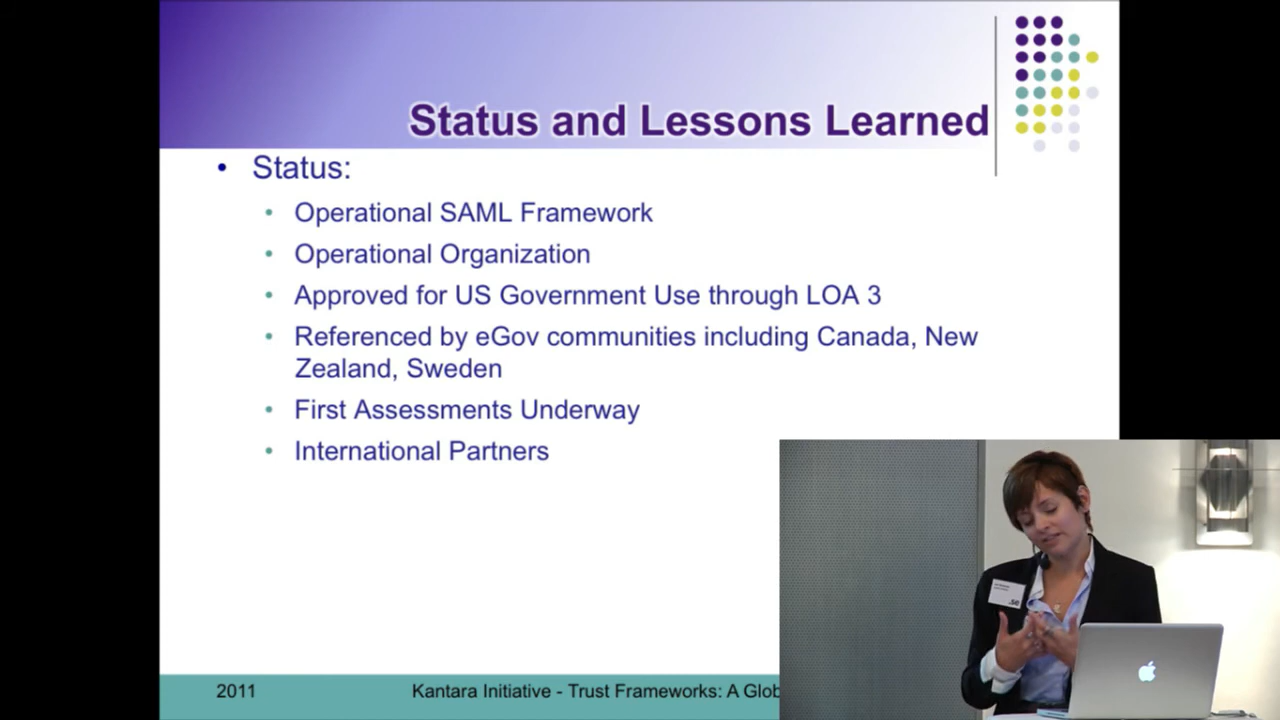 Status and Lessons Learned
• Status:
• Operational SAML Framework
• Operational Organization
• Approved for US Government Use through LOA 3
• Referenced by eGov communities including Canada, New
Zealand, Sweden
• First Assessments Underway
• International Partners
2011
Kantara Initiative - Trust Frameworks: A Glob
.se